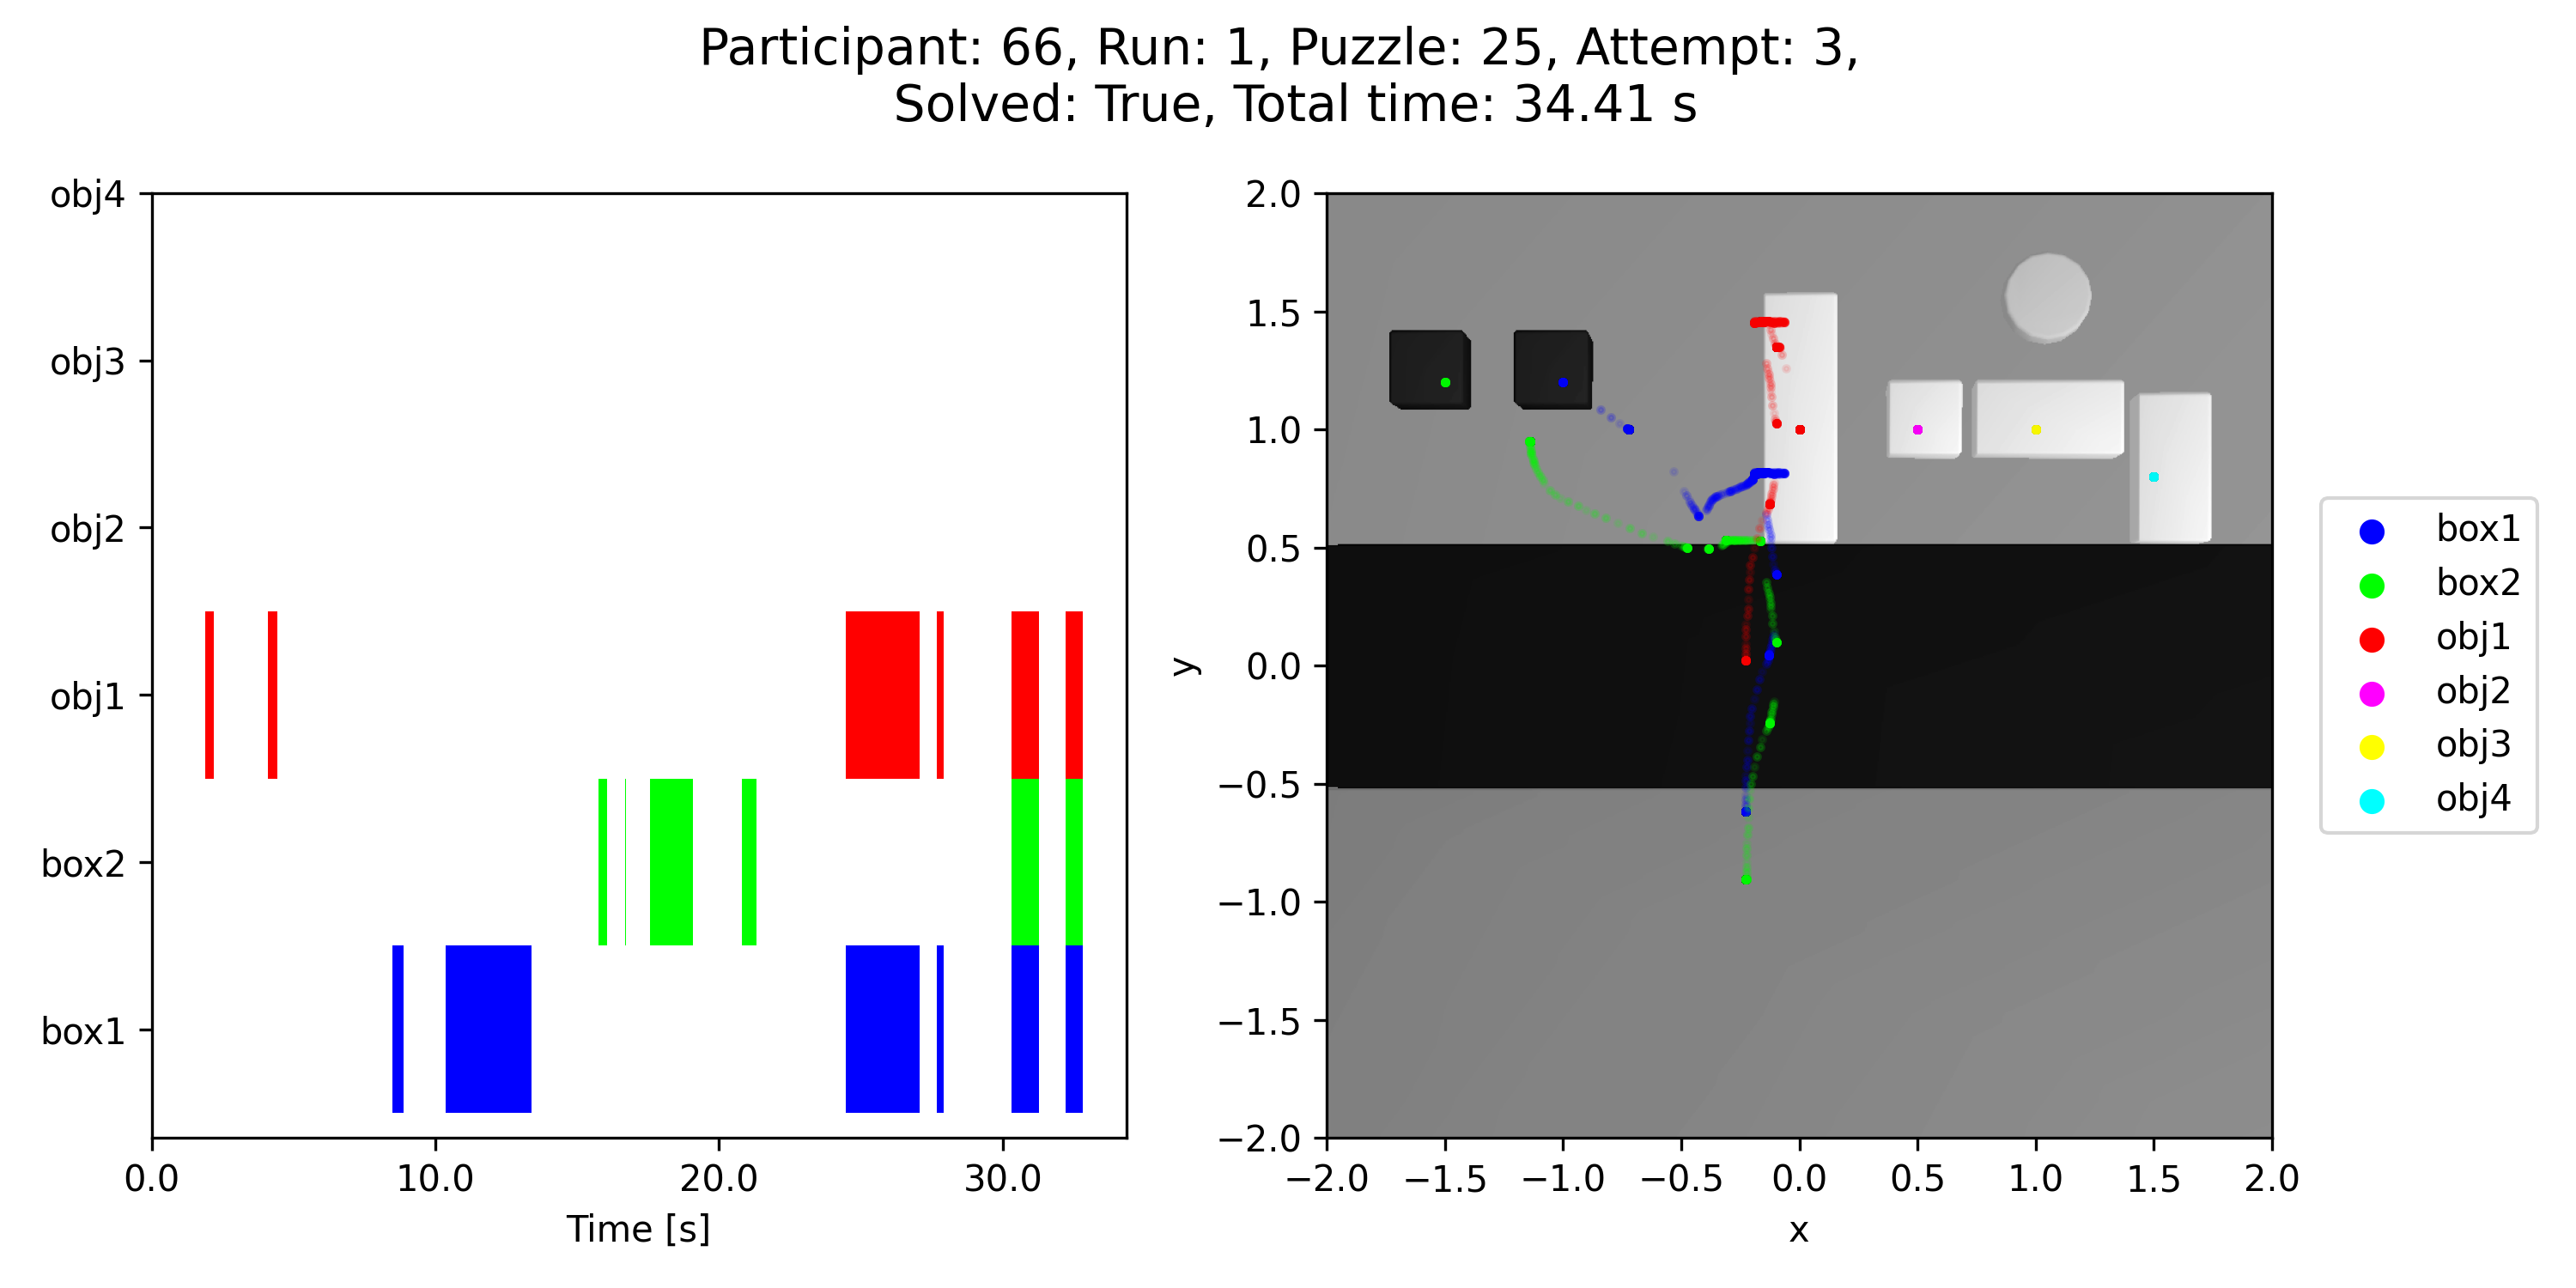 Participant: 66, Run: 1, Puzzle: 25, Attempt: 3,
Solved: True, Total time: 34.41 s
obj4
obj3
obj2
obj1
box2
box1
0.0
10.0
20.0
30.0
Time [s]
2.0
1.5
1.0
0.5
0.0
−0.5
−1.0
−1.5
−2.0
y
−2.0
−1.5
−1.0
−0.5
0.0
0.5
1.0
1.5
2.0
x
box1
box2
obj1
obj2
obj3
obj4